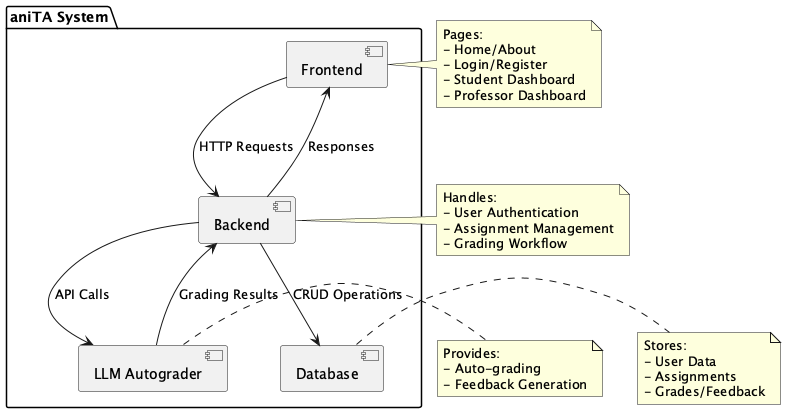 aniTA System
Frontend
Pages:
- Home/About
- Login/Register
- Student Dashboard
- Professor Dashboard
HTTP Requests
Responses
Backend
Handles:
- User Authentication
- Assignment Management
- Grading Workflow
API Calls
Grading Results
CRUD Operations
LLM Autograder
Database
Provides:
- Auto-grading
- Feedback Generation
Stores:
- User Data
- Assignments
- Grades/Feedback